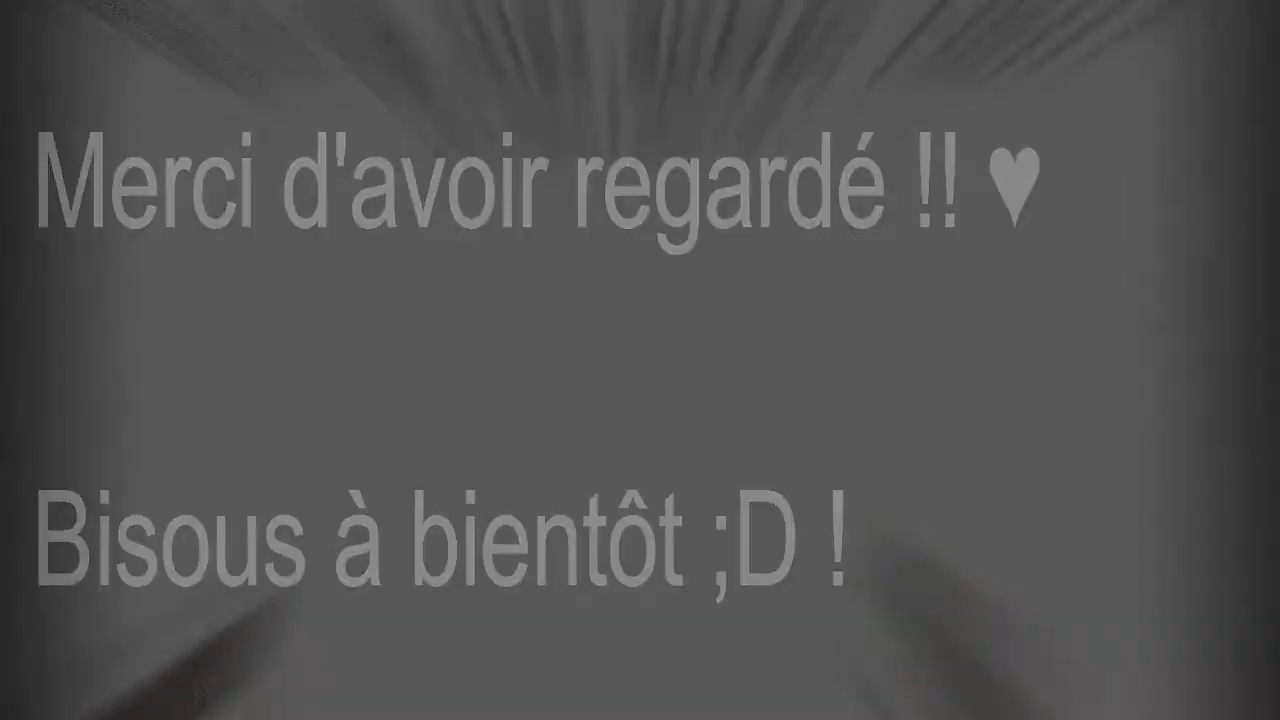 Merci d'avoir regardé !! ♥
Bisous à bientôt ;D !